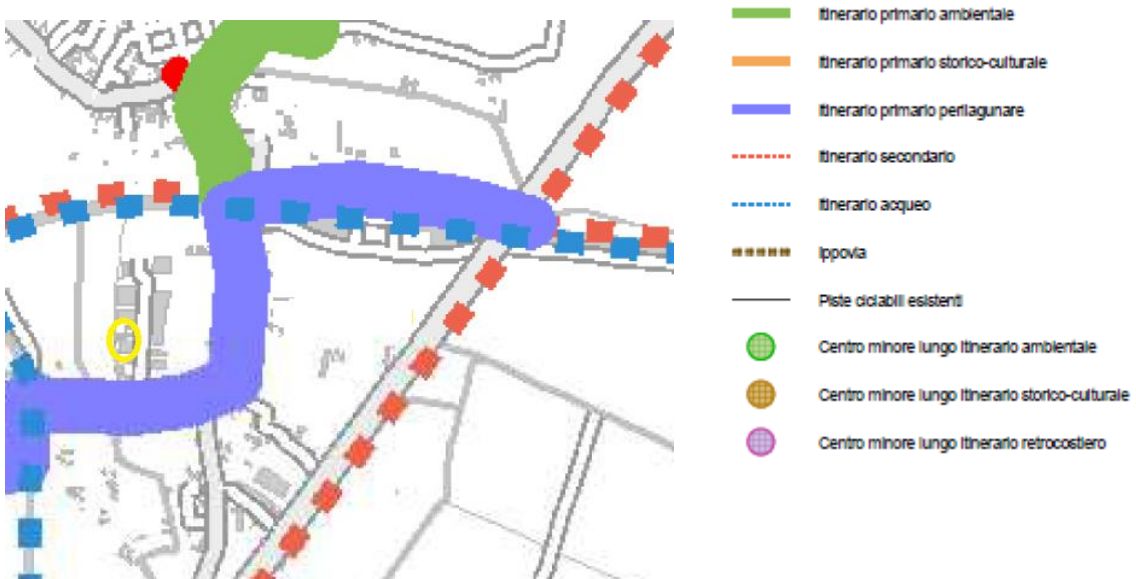 Itinerario primario ambientale
Itinerario primario storico-culturale
Itinerario primario perilagunare
Itinerario secondario
Itinerario acqueo
Ippovia
Piste ciclabili esistenti
Centro minore lungo itinerario ambientale
Centro minore lungo itinerario storico-culturale
Centro minore lungo itinerario retrocostiero